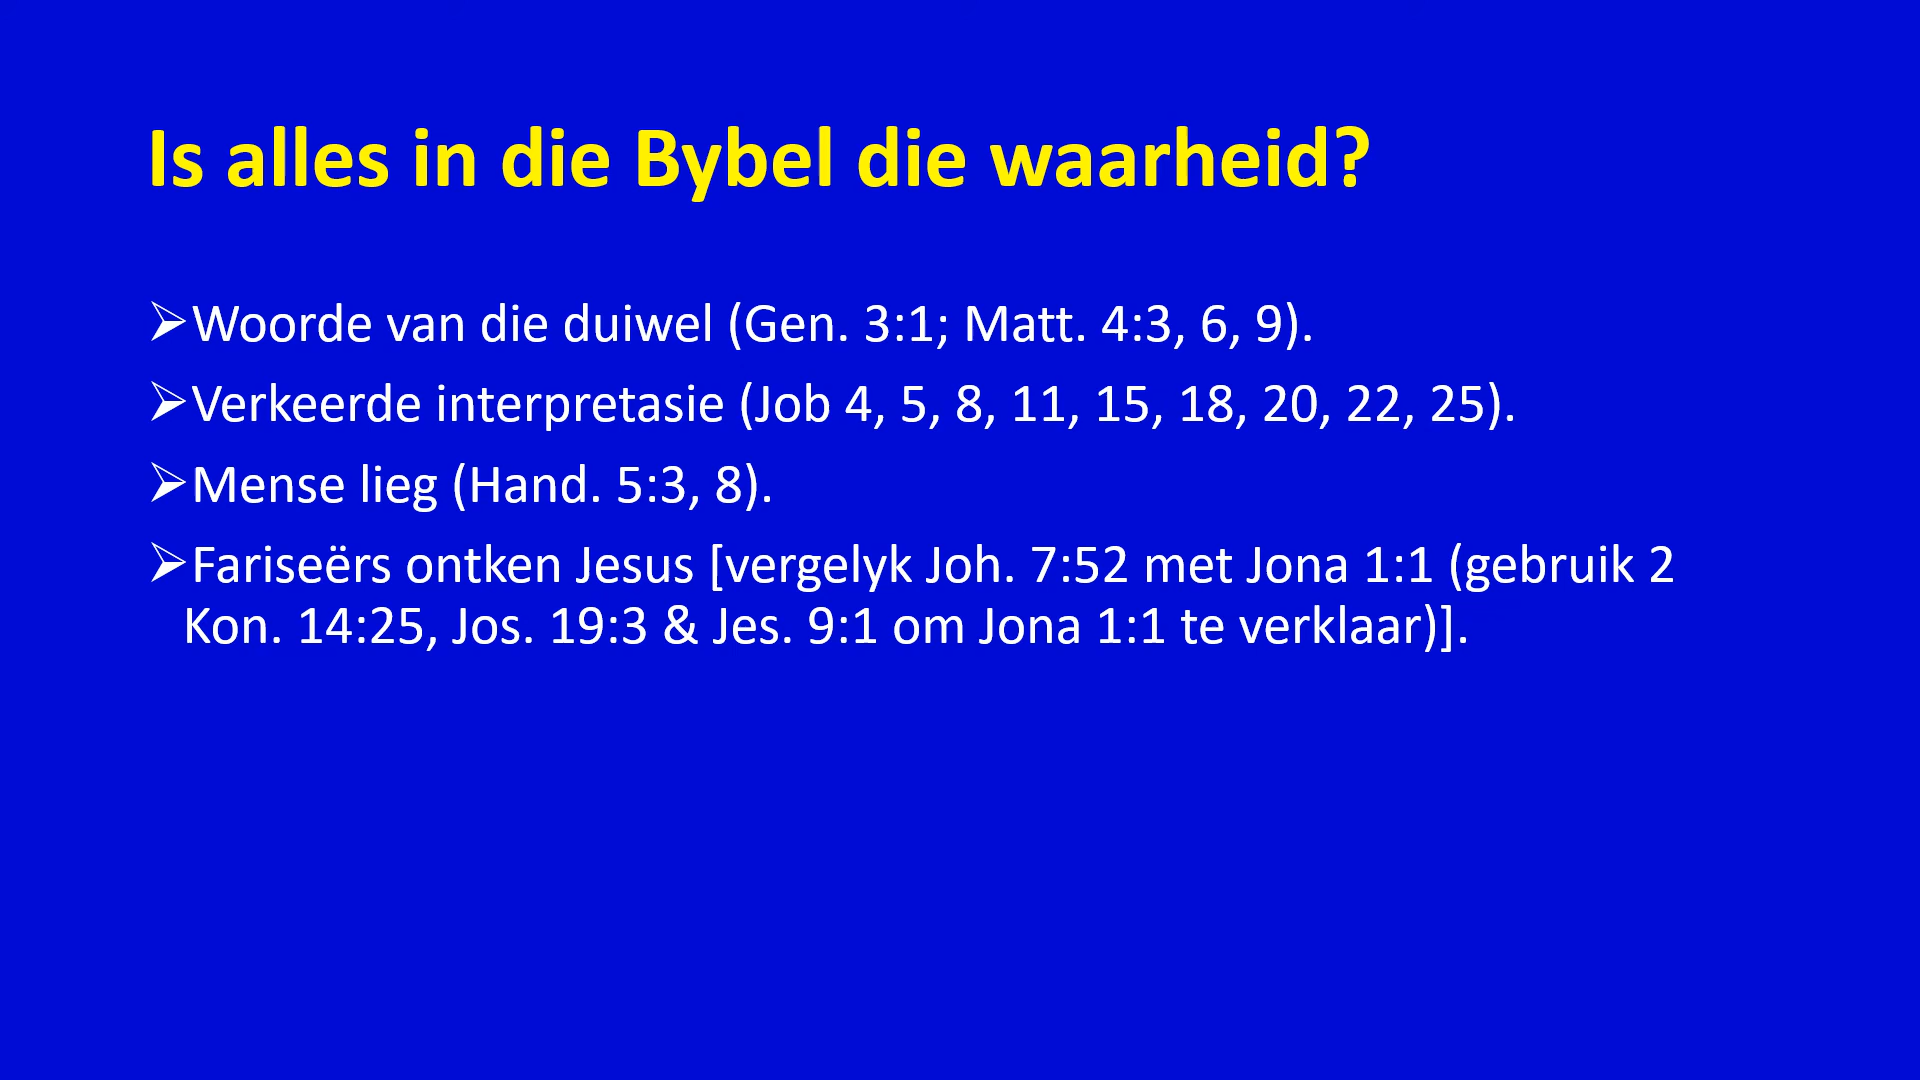 Is alles in die Bybel die waarheid?
➢Woorde van die duiwel (Gen. 3:1; Matt. 4:3, 6, 9).
➢Verkeerde interpretasie (Job 4, 5, 8, 11, 15, 18, 20, 22, 25).
➢Mense lieg (Hand. 5:3, 8).
➢Fariseërs ontken Jesus [vergelyk Joh. 7:52 met Jona 1:1 (gebruik 2
Kon. 14:25, Jos. 19:3 & Jes. 9:1 om Jona 1:1 te verklaar)].